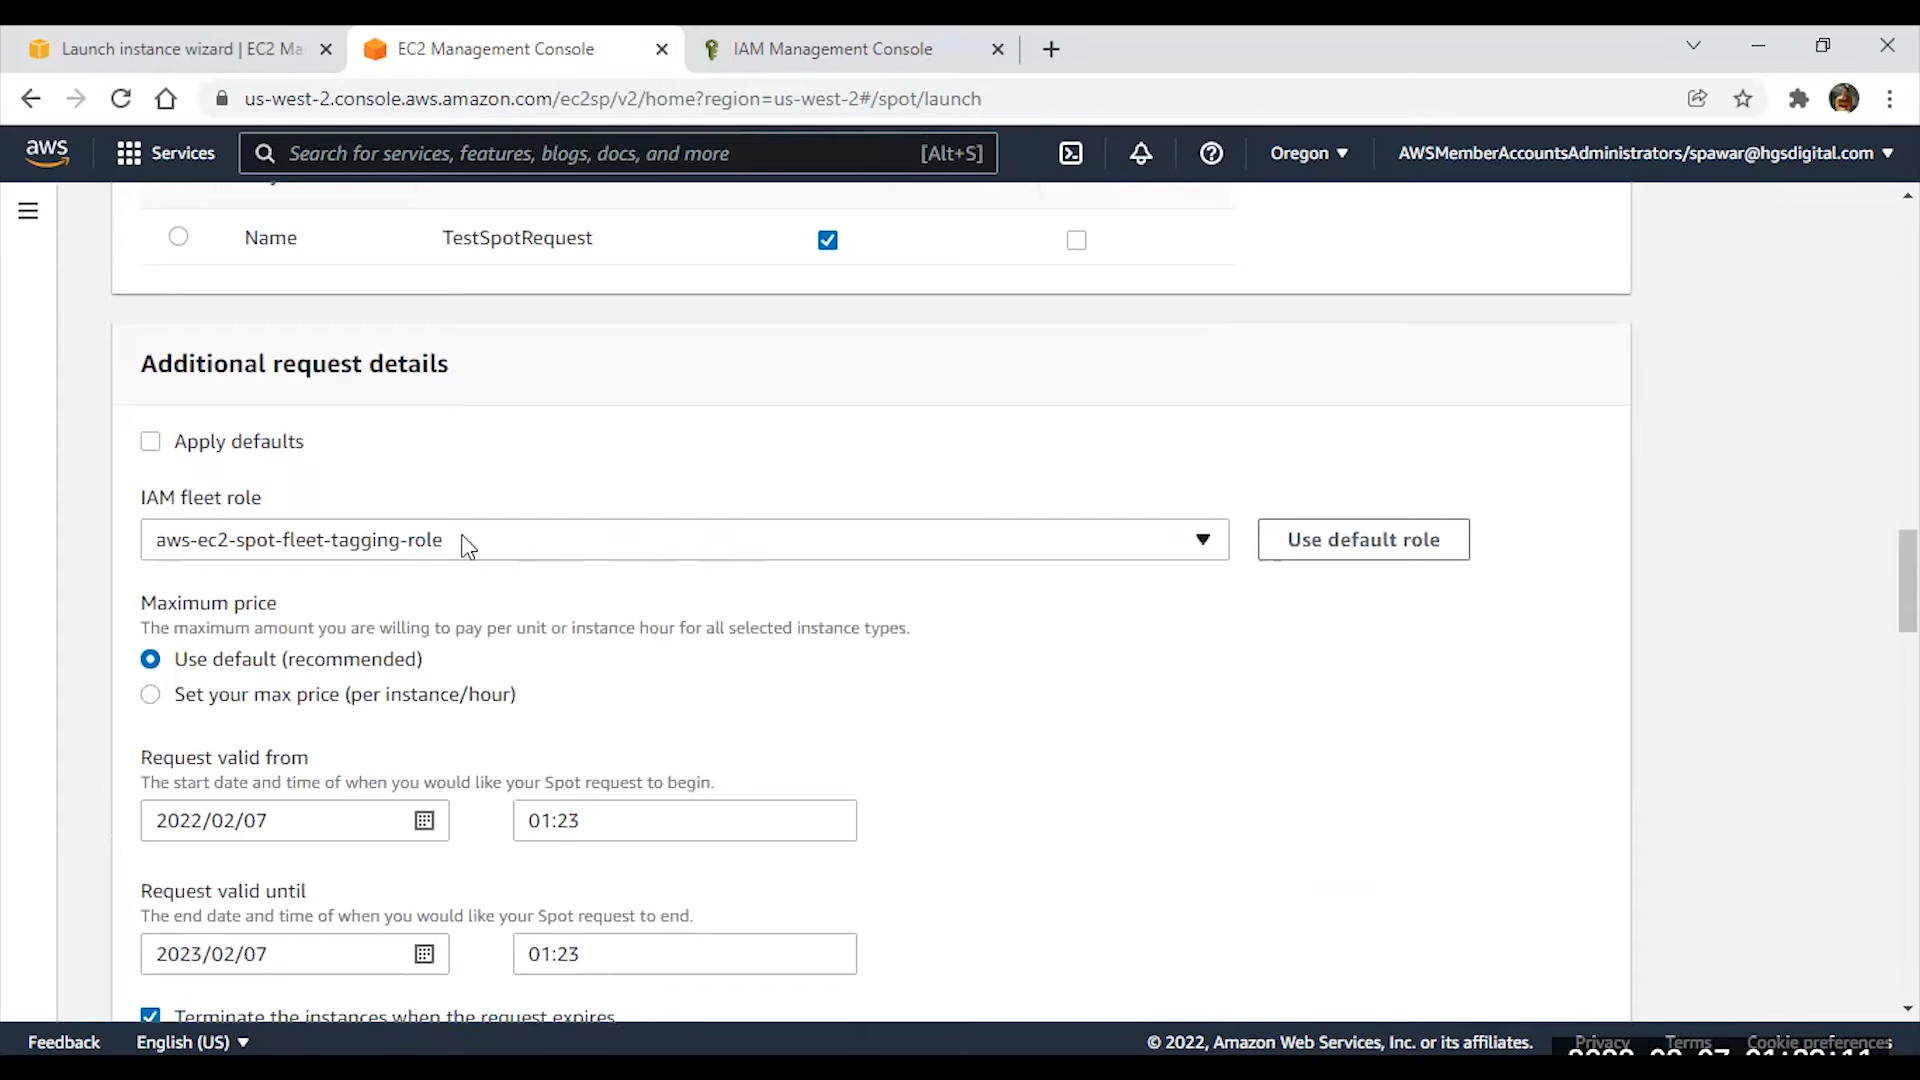 Launch instance wizard | EC2 Ma
EC2 Management Console
IAM Management Console
us-west-2.console.aws.amazon.com/ec2sp/v2/home?region=us-west-2#/spot/launch
aws
Services
Search for services, features, blogs, docs, and more
[Alt+S]
Oregon
AWSMemberAccountsAdministrators/spawar@hgsdigital.com
Name
TestSpotRequest
Additional request details
Apply defaults
IAM fleet role
aws-ec2-spot-fleet-tagging-role
Use default role
Maximum price
The maximum amount you are willing to pay per unit or instance hour for all selected instance types.
Use default (recommended)
Set your max price (per instance/hour)
Request valid from
The start date and time of when you would like your Spot request to begin.
2022/02/07
01:23
Request valid until
The end date and time of when you would like your Spot request to end.
2023/02/07
01:23
Terminate the instances when the request expires
Feedback
English (US)
© 2022, Amazon Web Services, Inc. or its affiliates.
Privacy
Terms
Cookie preferences